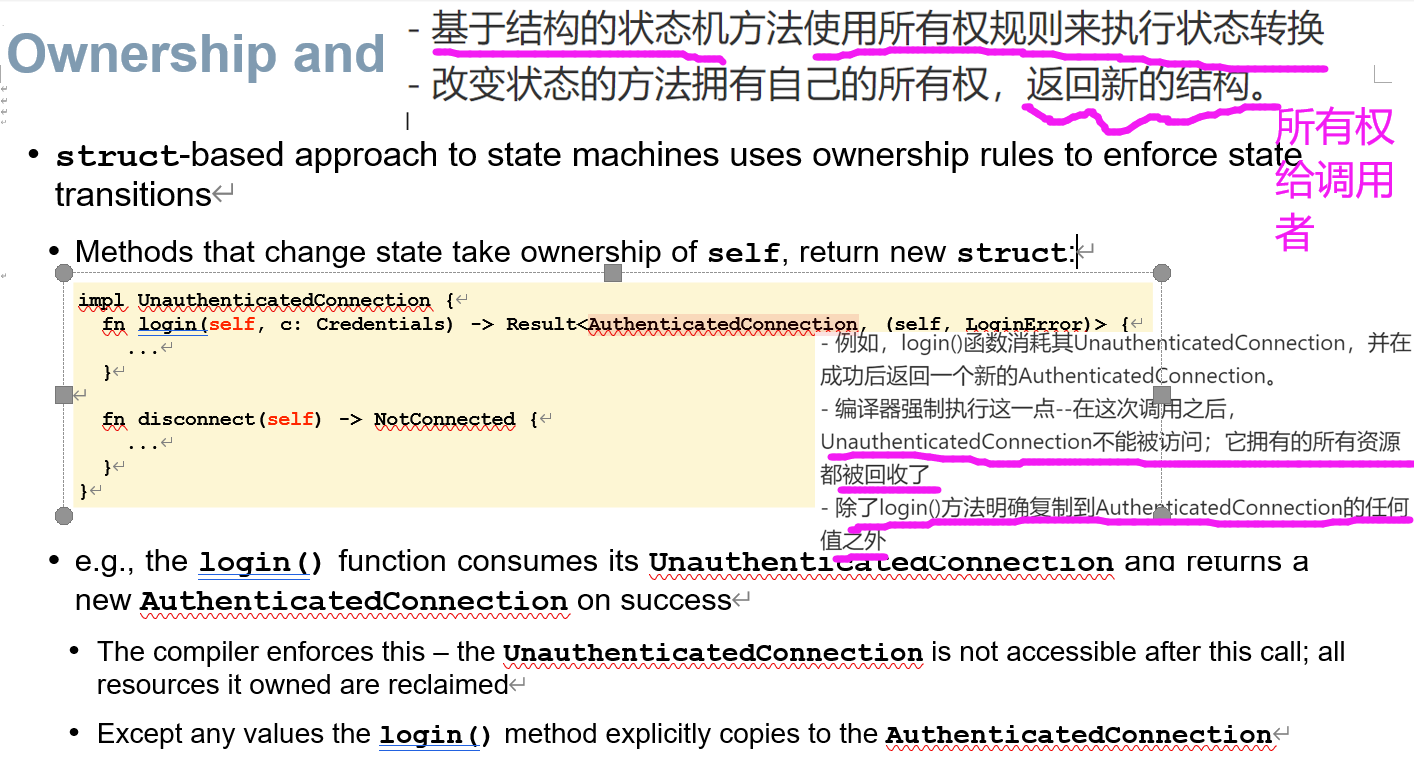 Ownership and
- 基于结构的状态机方法使用所有权规则来执行状态转换
- 改变状态的方法拥有自己的所有权，返回新的结构。
所有权
给调用
者
• struct-based approach to state machines uses ownership rules to enforce state
transitions
• Methods that change state take ownership of self, return new struct:
impl UnauthenticatedConnection {
fn login(self, c: Credentials) -> Result<AuthenticatedConnection, (self, LoginError)> {
...
}
fn disconnect(self) -> NotConnected {
...
}
}
- 例如，login()函数消耗其UnauthenticatedConnection，并在
成功后返回一个新的AuthenticatedConnection。
- 编译器强制执行这一点--在这次调用之后，
UnauthenticatedConnection不能被访问；它拥有的所有资源
都被回收了
- 除了login()方法明确复制到AuthenticatedConnection的任何
值之外
• e.g., the login() function consumes its UnauthenticatedConnection and returns a
new AuthenticatedConnection on success
• The compiler enforces this – the UnauthenticatedConnection is not accessible after this call; all
resources it owned are reclaimed
• Except any values the login() method explicitly copies to the AuthenticatedConnection